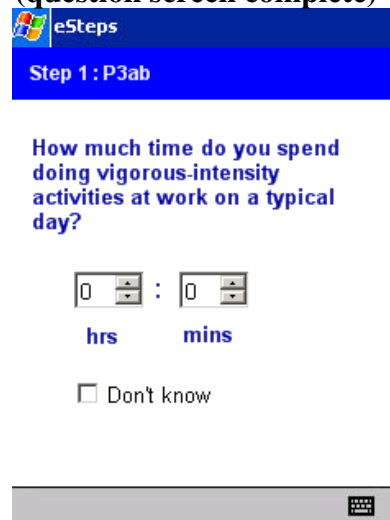 (question screen complete)
eSteps
Step 1 : P3ab
How much time do you spend
doing vigorous-intensity
activities at work on a typical
day?
0 : 0
hrs mins
Don't know